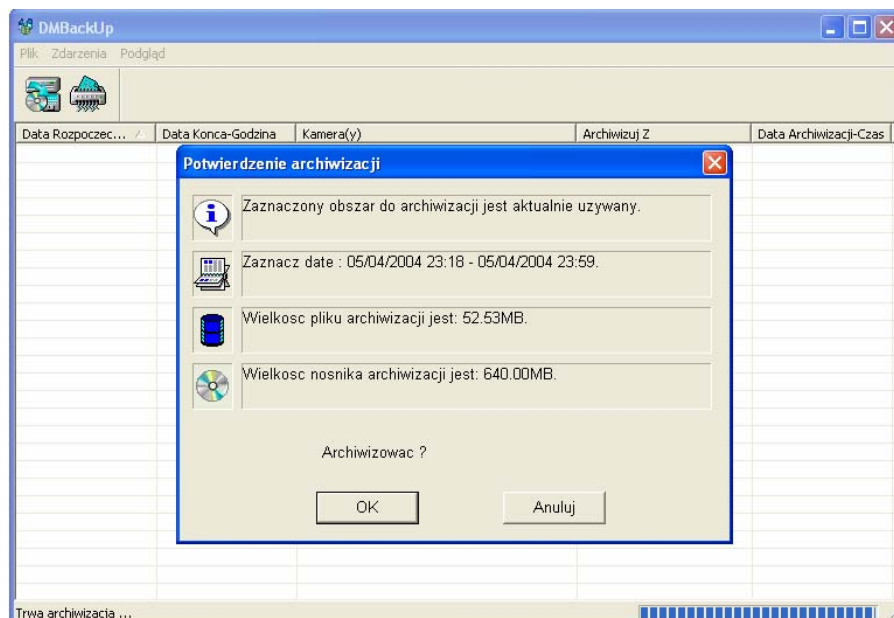 DMBackUp
Plik Zdarzenia Podgląd
Data Rozpoczec... Data Konca-Godzina Kamera(y) Archiwizuj Z Data Archiwizacji-Czas
Potwierdzenie archiwizacji
Zaznaczony obszar do archiwizacji jest aktualnie uzywany.
Zaznacz date : 05/04/2004 23:18 - 05/04/2004 23:59.
Wielkosc pliku archiwizacji jest: 52.53MB.
Wielkosc nosnika archiwizacji jest: 640.00MB.
Archiwizowac ?
OK Anuluj
Trwa archiwizacja ...